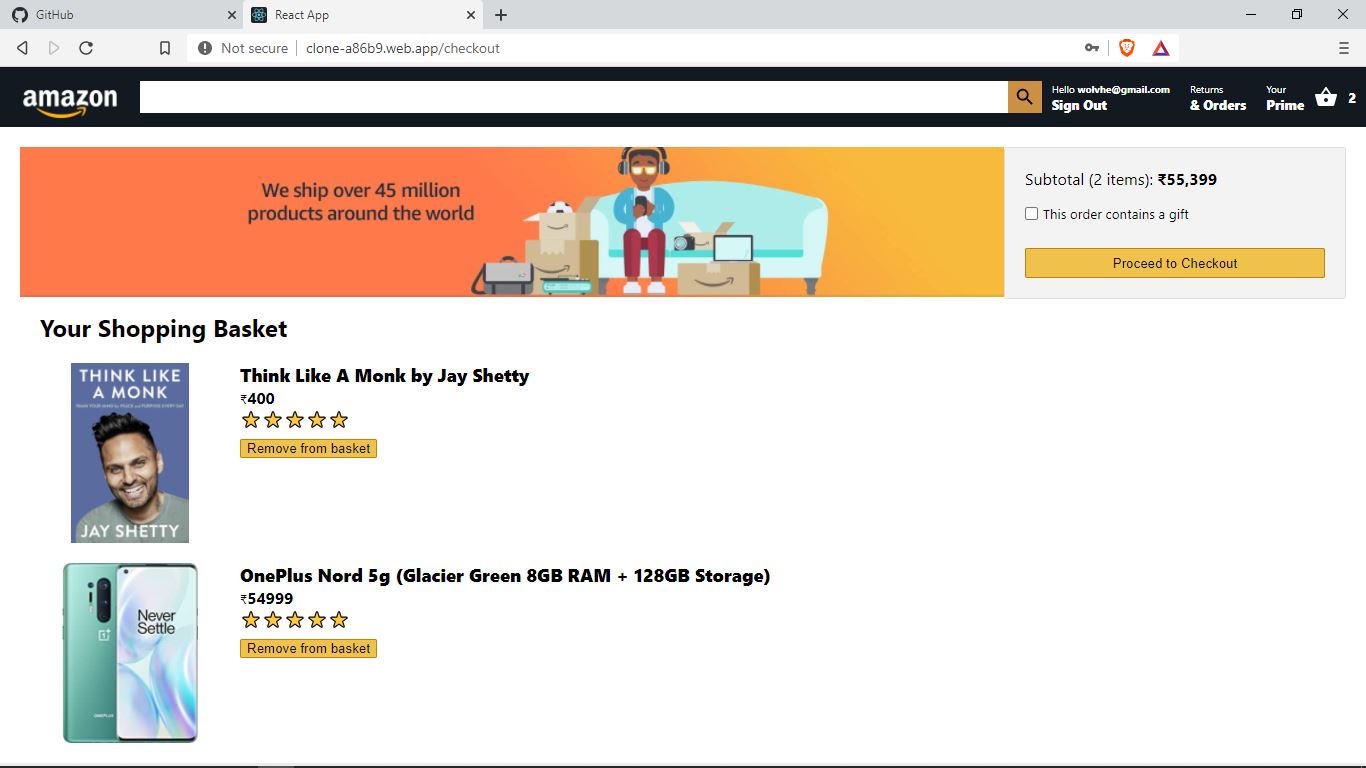 GitHub
React App
Not secure
clone-a86b9.web.app/checkout
amazon
Hello wolvhe@gmail.com
Sign Out
Returns
& Orders
Your
Prime
2
We ship over 45 million
products around the world
Subtotal (2 items): ₹55,399
This order contains a gift
Proceed to Checkout
Your Shopping Basket
THINK LIKE
A MONK
JAY SHETTY
Think Like A Monk by Jay Shetty
₹400
Remove from basket
Never
Settle
ONEPLUS
OnePlus Nord 5g (Glacier Green 8GB RAM + 128GB Storage)
₹54999
Remove from basket